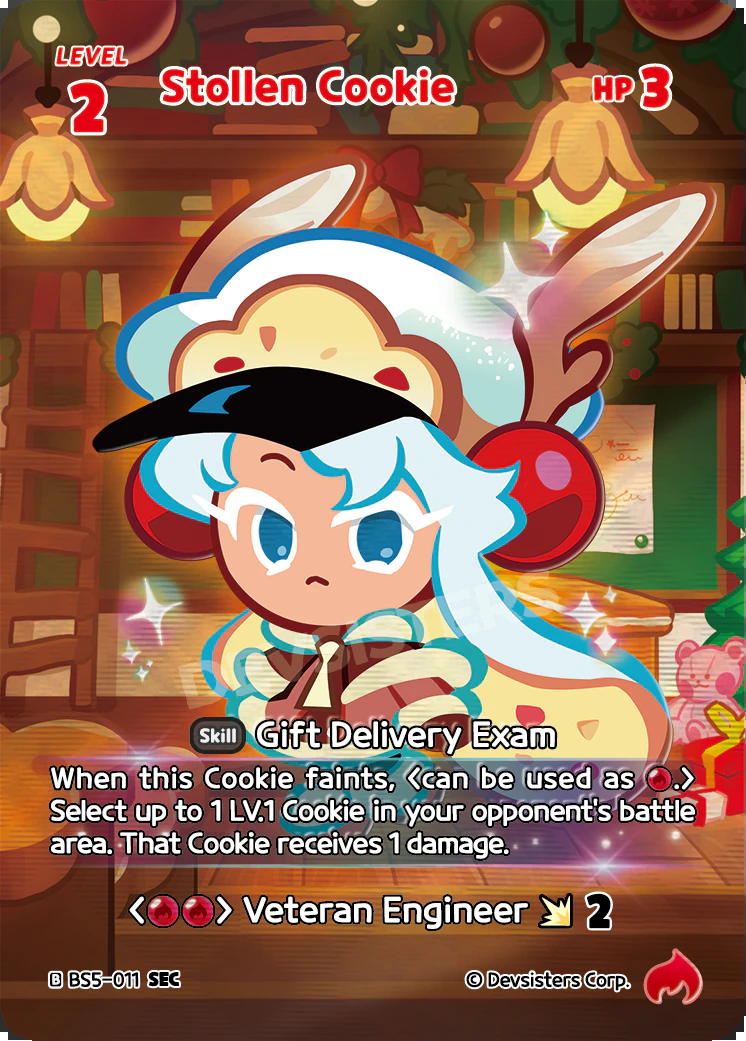 LEVEL
2
Stollen Cookie
HP 3
DEVSISTERS
Skill Gift Delivery Exam
When this Cookie faints, <can be used as .>
Select up to 1 LV.1 Cookie in your opponent's battle
area. That Cookie receives 1 damage.
< > Veteran Engineer 2
B BS5-011 SEC
© Devsisters Corp.